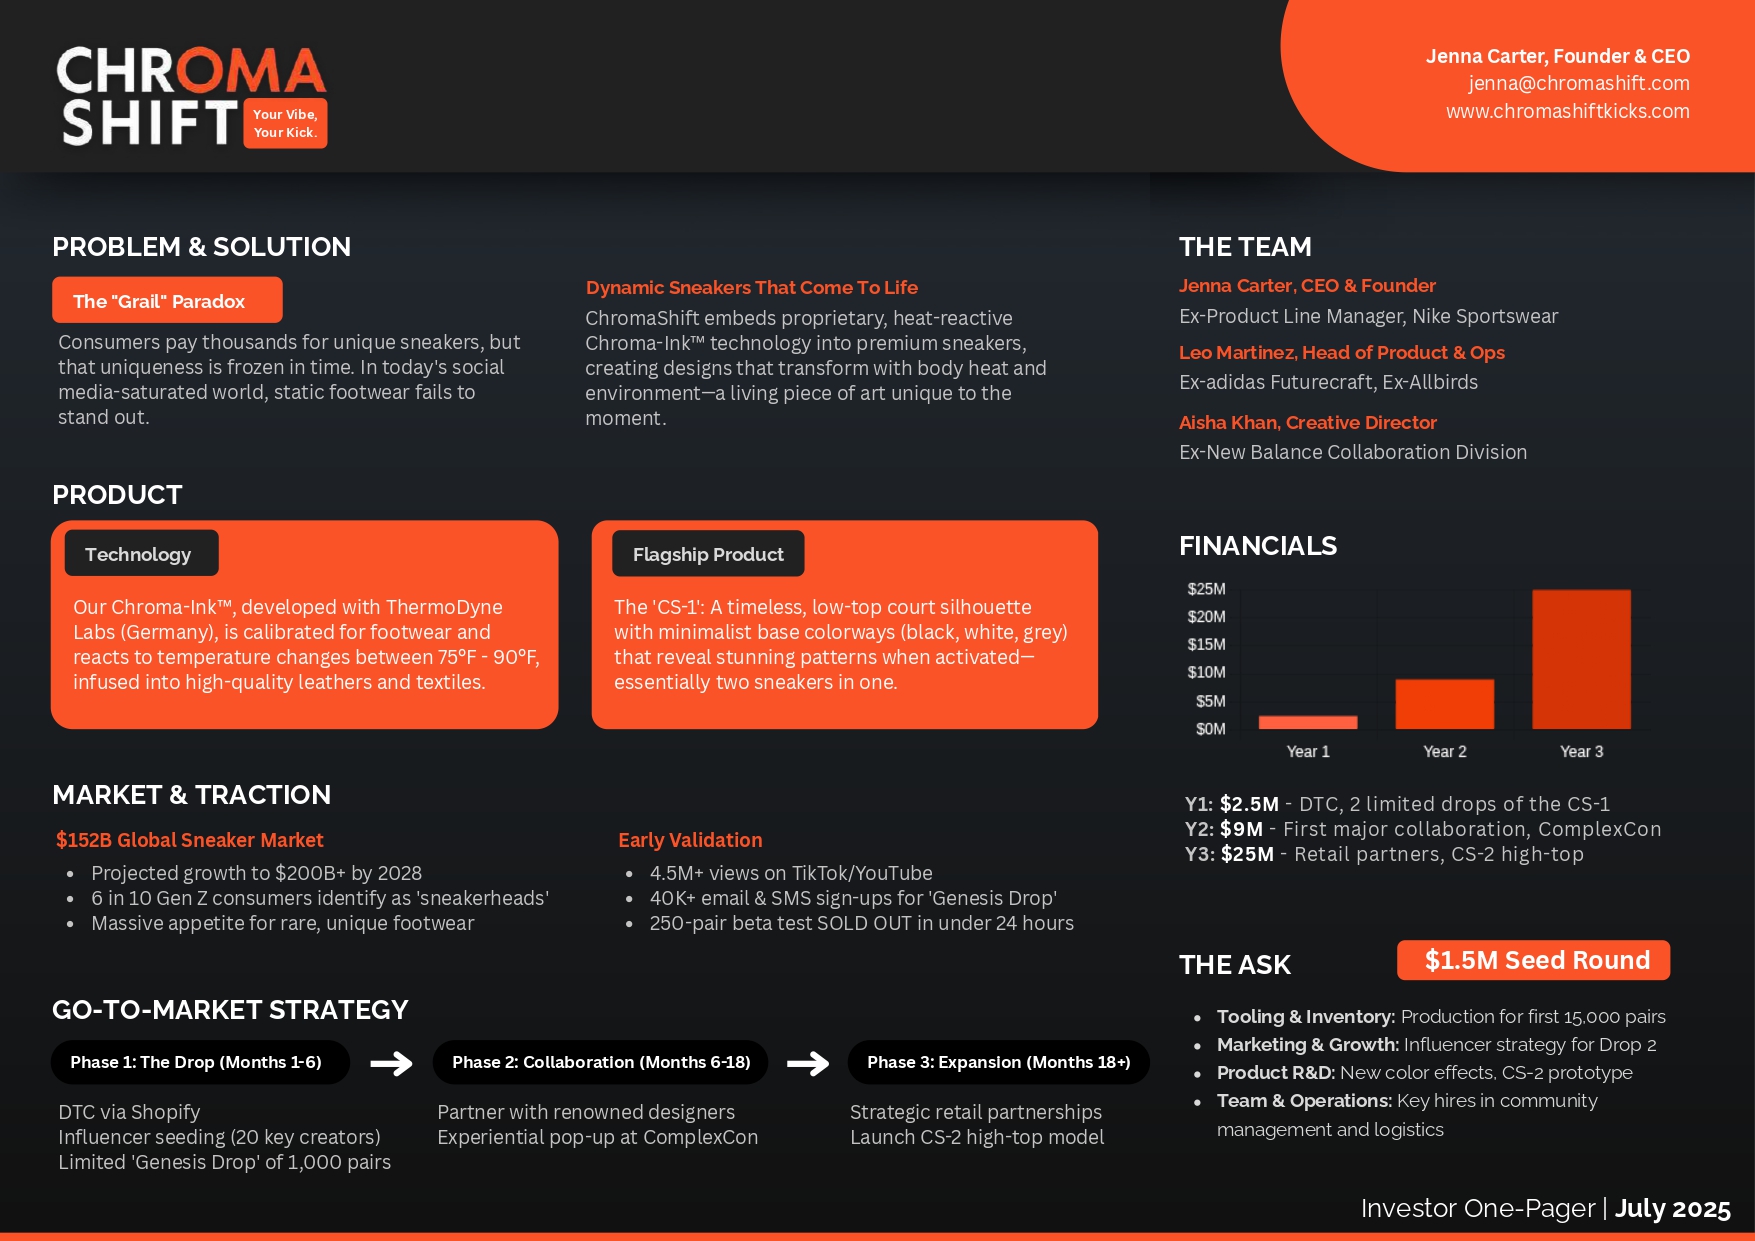 CHROMA
SHIFT
Your Vibe,
Your Kick.
Jenna Carter, Founder & CEO
jenna@chromashift.com
www.chromashiftkicks.com
PROBLEM & SOLUTION
The "Grail" Paradox
Consumers pay thousands for unique sneakers, but
that uniqueness is frozen in time. In today's social
media-saturated world, static footwear fails to
stand out.
Dynamic Sneakers That Come To Life
ChromaShift embeds proprietary, heat-reactive
Chroma-Ink™ technology into premium sneakers,
creating designs that transform with body heat and
environment—a living piece of art unique to the
moment.
PRODUCT
Technology
Our Chroma-Ink™, developed with ThermoDyne
Labs (Germany), is calibrated for footwear and
reacts to temperature changes between 75°F - 90°F,
infused into high-quality leathers and textiles.
Flagship Product
The 'CS-1': A timeless, low-top court silhouette
with minimalist base colorways (black, white, grey)
that reveal stunning patterns when activated—
essentially two sneakers in one.
MARKET & TRACTION
$152B Global Sneaker Market
• Projected growth to $200B+ by 2028
• 6 in 10 Gen Z consumers identify as 'sneakerheads'
• Massive appetite for rare, unique footwear
Early Validation
• 4.5M+ views on TikTok/YouTube
• 40K+ email & SMS sign-ups for 'Genesis Drop'
• 250-pair beta test SOLD OUT in under 24 hours
GO-TO-MARKET STRATEGY
Phase 1: The Drop (Months 1-6)
DTC via Shopify
Influencer seeding (20 key creators)
Limited 'Genesis Drop' of 1,000 pairs
Phase 2: Collaboration (Months 6-18)
Partner with renowned designers
Experiential pop-up at ComplexCon
Phase 3: Expansion (Months 18+)
Strategic retail partnerships
Launch CS-2 high-top model
THE TEAM
Jenna Carter, CEO & Founder
Ex-Product Line Manager, Nike Sportswear
Leo Martinez, Head of Product & Ops
Ex-adidas Futurecraft, Ex-Allbirds
Aisha Khan, Creative Director
Ex-New Balance Collaboration Division
FINANCIALS
$25M
$20M
$15M
$10M
$5M
$0M
Year 1 Year 2 Year 3
Y1: $2.5M - DTC, 2 limited drops of the CS-1
Y2: $9M - First major collaboration, ComplexCon
Y3: $25M - Retail partners, CS-2 high-top
THE ASK
$1.5M Seed Round
• Tooling & Inventory: Production for first 15,000 pairs
• Marketing & Growth: Influencer strategy for Drop 2
• Product R&D: New color effects, CS-2 prototype
• Team & Operations: Key hires in community
management and logistics
Investor One-Pager | July 2025